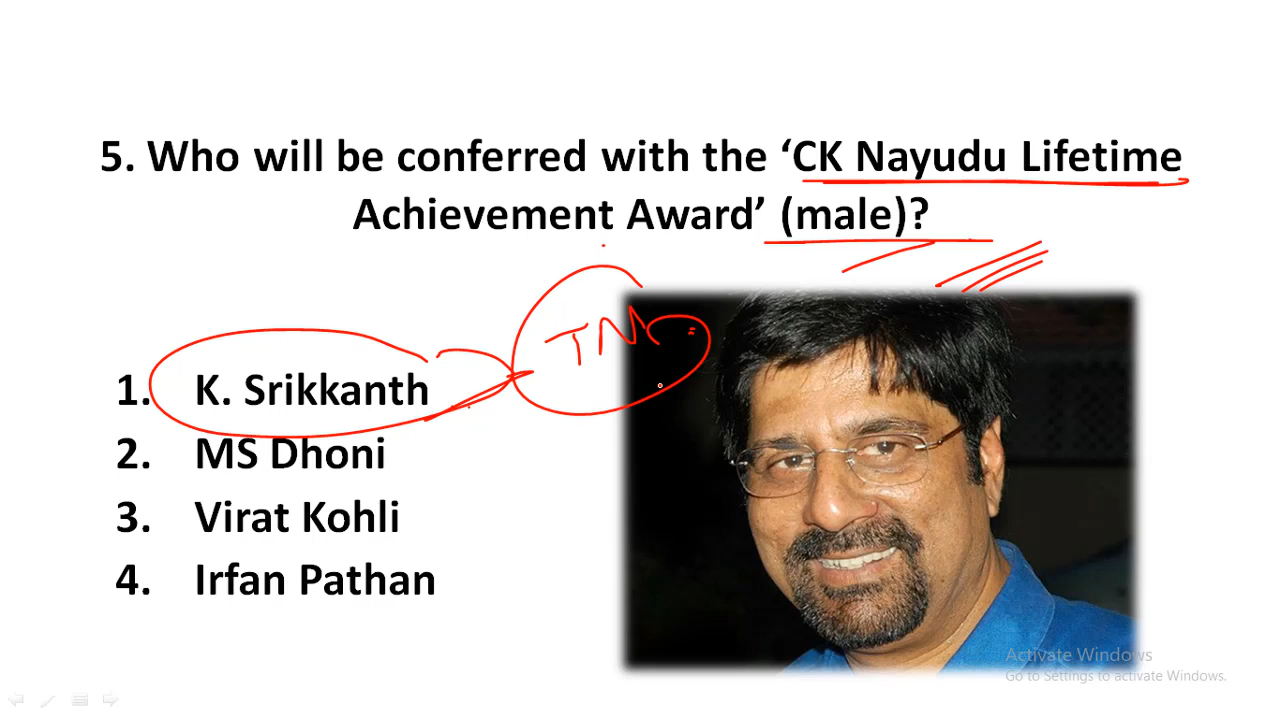 5. Who will be conferred with the ‘CK Nayudu Lifetime
Achievement Award’ (male)?
TN
1. K. Srikkanth
2. MS Dhoni
3. Virat Kohli
4. Irfan Pathan
Activate Windows
Go to Settings to activate Windows.